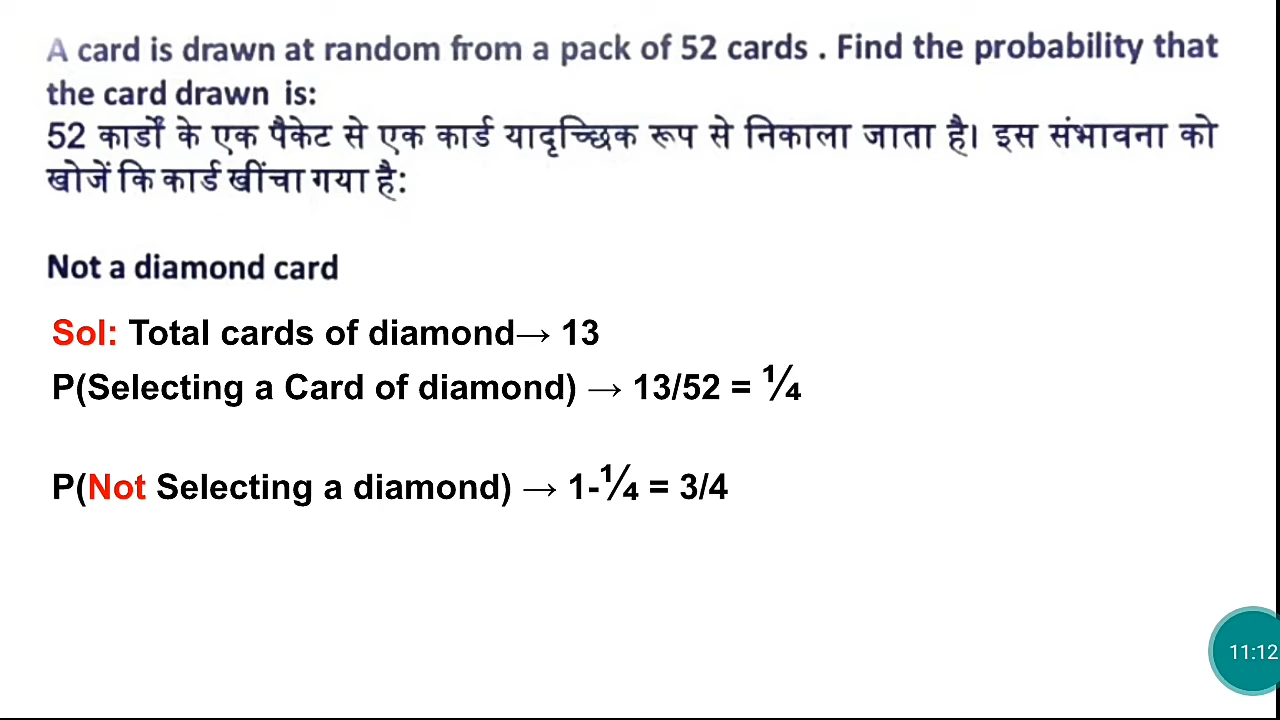 A card is drawn at random from a pack of 52 cards . Find the probability that
the card drawn is:
52 कार्डों के एक पैकेट से एक कार्ड यादृच्छिक रूप से निकाला जाता है। इस संभावना को
खोजें कि कार्ड खींचा गया है:
Not a diamond card
Sol: Total cards of diamond→ 13
P(Selecting a Card of diamond) → 13/52 = ¼
P(Not Selecting a diamond) → 1-¼ = 3/4
11:12